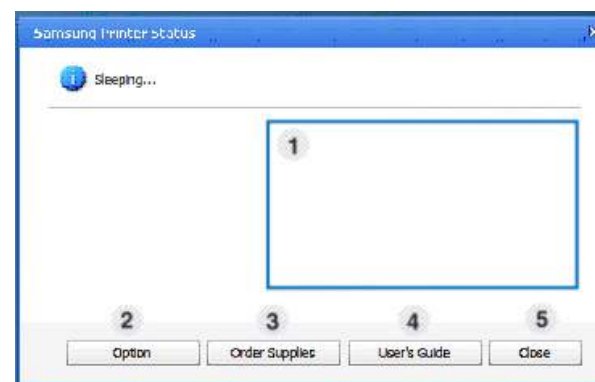 Samsung Printer Status
Sleeping...
1
2 3 4 5
Option Order Supplies User's Guide Close